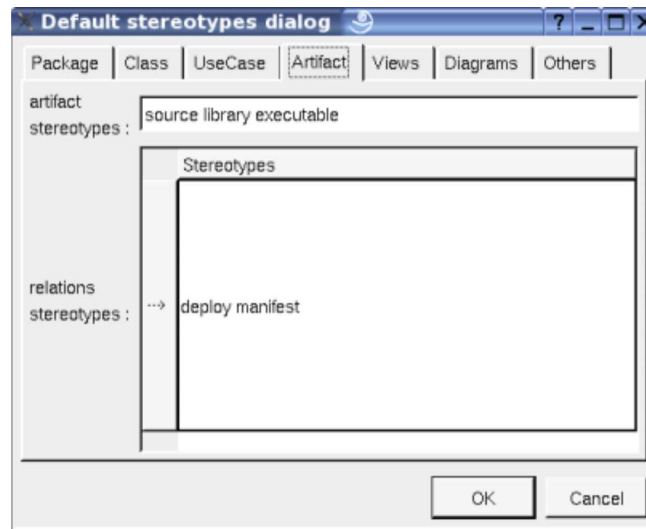 Default stereotypes dialog
Package Class UseCase Artifact Views Diagrams Others
artifact
stereotypes :
source library executable
Stereotypes
relations
stereotypes :
deploy manifest
OK Cancel